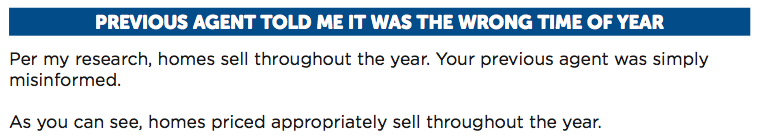 PREVIOUS AGENT TOLD ME IT WAS THE WRONG TIME OF YEAR
Per my research, homes sell throughout the year. Your previous agent was simply
misinformed.
As you can see, homes priced appropriately sell throughout the year.